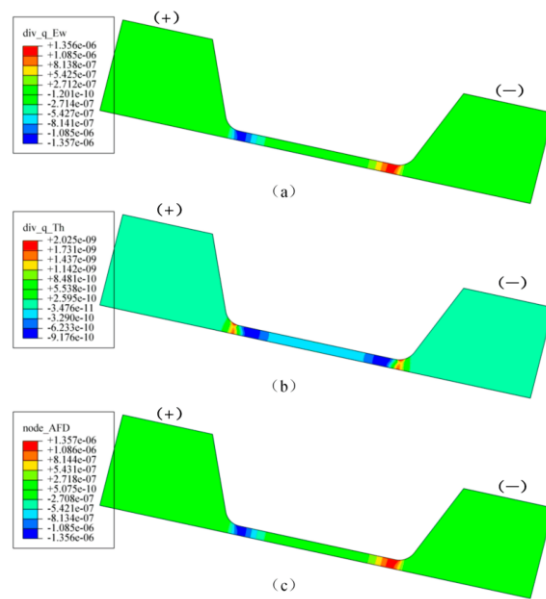 (+)
div_q_Ew
+1.356e-06
+1.085e-06
+8.138e-07
+5.425e-07
+2.712e-07
-1.201e-10
-2.714e-07
-5.427e-07
-8.141e-07
-1.085e-06
-1.357e-06
(—)
(a)
(+)
div_q_Th
+2.025e-09
+1.731e-09
+1.437e-09
+1.142e-09
+8.481e-10
+5.538e-10
+2.595e-10
-3.476e-11
-3.290e-10
-6.233e-10
-9.176e-10
(—)
(b)
(+)
node_AFD
+1.357e-06
+1.086e-06
+8.144e-07
+5.431e-07
+2.718e-07
+5.075e-10
-2.708e-07
-5.421e-07
-8.134e-07
-1.085e-06
-1.356e-06
(—)
(c)